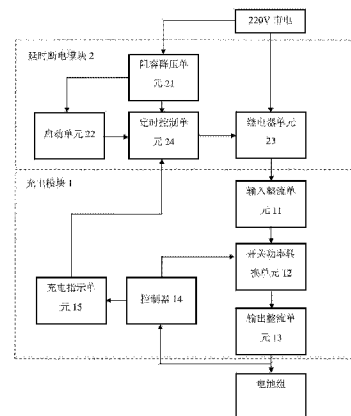 220V 市电
延时断电模块 2
阻容降压单
元 21
启动单元 22
定时控制单
元 24
继电器单元
23
充电模块 1
输入整流单
元 11
开关功率转
换单元 12
充电指示单
元 15
控制器 14
输出整流单
元 13
电池组